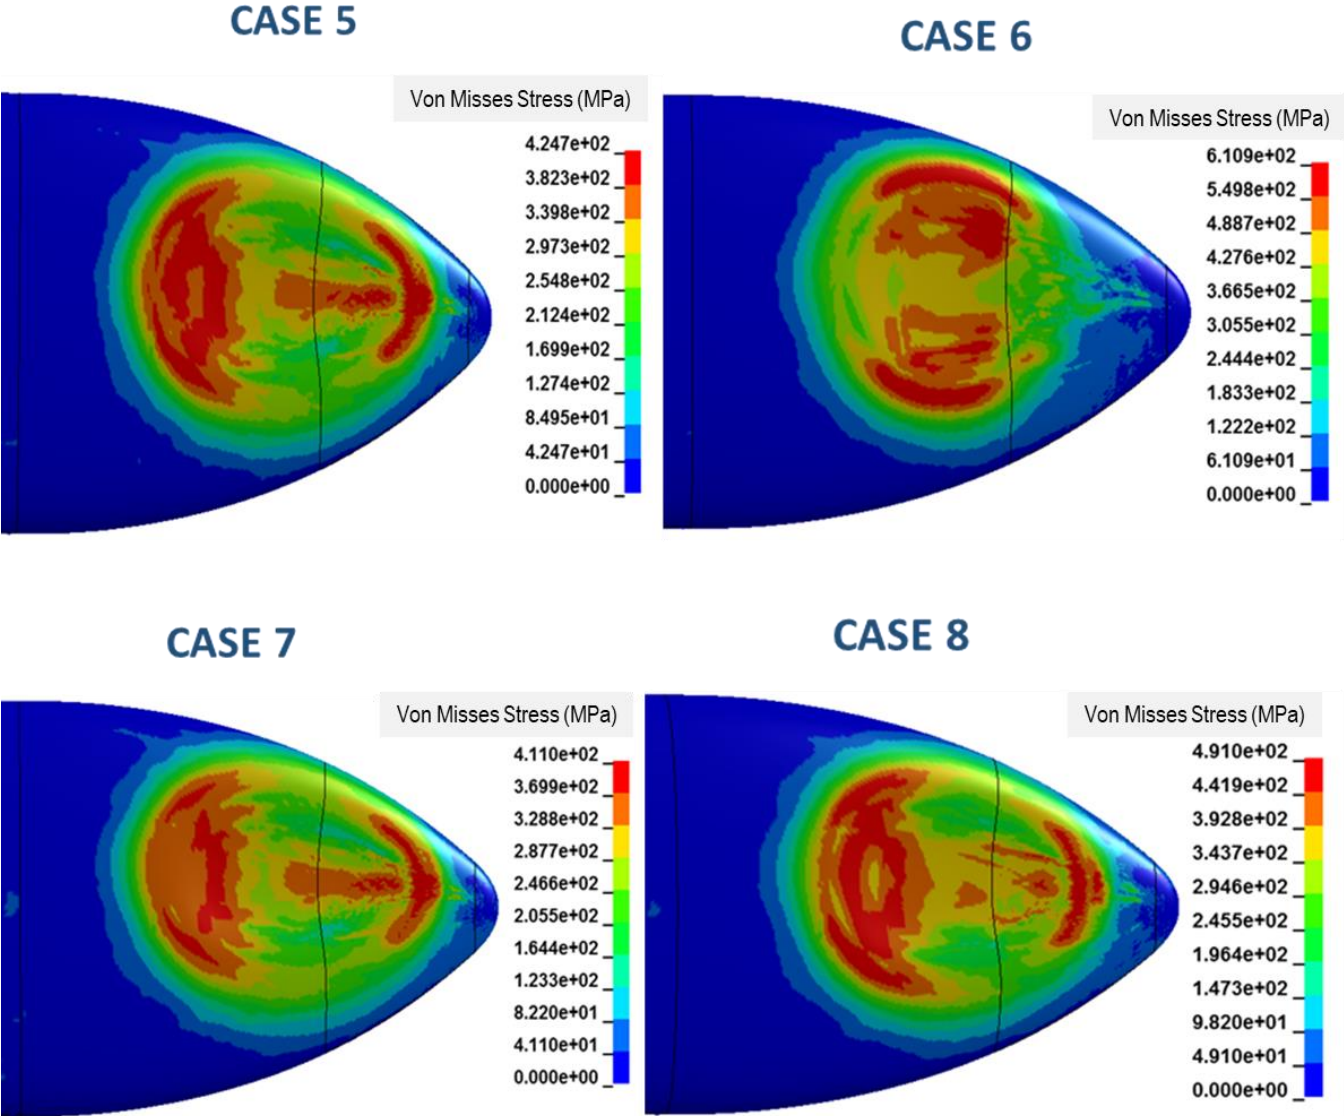 CASE 5
Von Misses Stress (MPa)
4.247e+02
3.823e+02
3.398e+02
2.973e+02
2.548e+02
2.124e+02
1.699e+02
1.274e+02
8.495e+01
4.247e+01
0.000e+00
CASE 6
Von Misses Stress (MPa)
6.109e+02
5.498e+02
4.887e+02
4.276e+02
3.665e+02
3.055e+02
2.444e+02
1.833e+02
1.222e+02
6.109e+01
0.000e+00
CASE 7
Von Misses Stress (MPa)
4.110e+02
3.699e+02
3.288e+02
2.877e+02
2.466e+02
2.055e+02
1.644e+02
1.233e+02
8.220e+01
4.110e+01
0.000e+00
CASE 8
Von Misses Stress (MPa)
4.910e+02
4.419e+02
3.928e+02
3.437e+02
2.946e+02
2.455e+02
1.964e+02
1.473e+02
9.820e+01
4.910e+01
0.000e+00